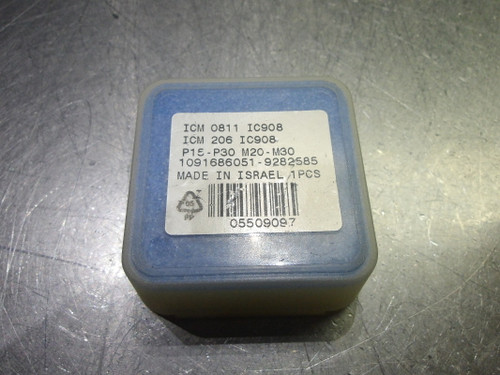 ICM 0811 IC908
ICM 206 IC908
P15-P30 M20-M30
1091686051-9282585
MADE IN ISRAEL 1PCS
05
PP
05509097